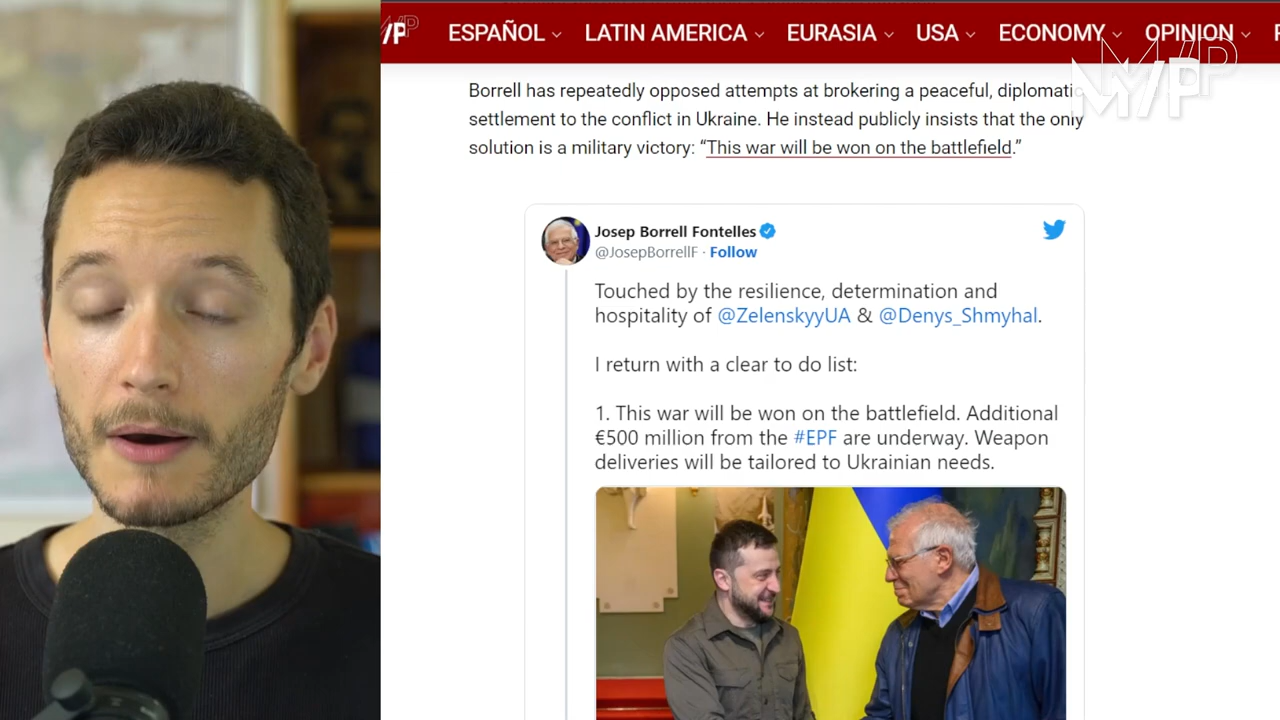 ESPAÑOL LATIN AMERICA EURASIA USA ECONOMY OPINION
M//P
Borrell has repeatedly opposed attempts at brokering a peaceful, diplomatic
settlement to the conflict in Ukraine. He instead publicly insists that the only
solution is a military victory: “This war will be won on the battlefield.”
Josep Borrell Fontelles
@JosepBorrellF · Follow
Touched by the resilience, determination and
hospitality of @ZelenskyyUA & @Denys_Shmyhal.
I return with a clear to do list:
1. This war will be won on the battlefield. Additional
€500 million from the #EPF are underway. Weapon
deliveries will be tailored to Ukrainian needs.